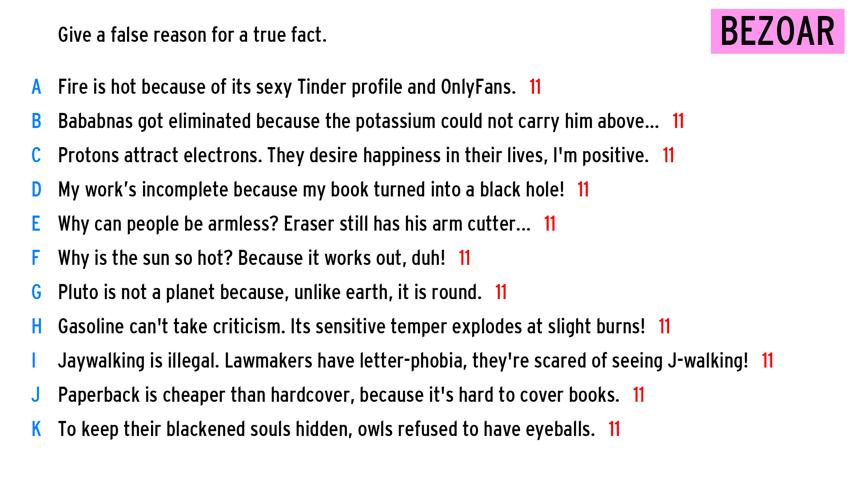 Give a false reason for a true fact.
BEZOAR
A Fire is hot because of its sexy Tinder profile and OnlyFans. 11
B Bababnas got eliminated because the potassium could not carry him above... 11
C Protons attract electrons. They desire happiness in their lives, I'm positive. 11
D My work’s incomplete because my book turned into a black hole! 11
E Why can people be armless? Eraser still has his arm cutter... 11
F Why is the sun so hot? Because it works out, duh! 11
G Pluto is not a planet because, unlike earth, it is round. 11
H Gasoline can't take criticism. Its sensitive temper explodes at slight burns! 11
I Jaywalking is illegal. Lawmakers have letter-phobia, they're scared of seeing J-walking! 11
J Paperback is cheaper than hardcover, because it's hard to cover books. 11
K To keep their blackened souls hidden, owls refused to have eyeballs. 11